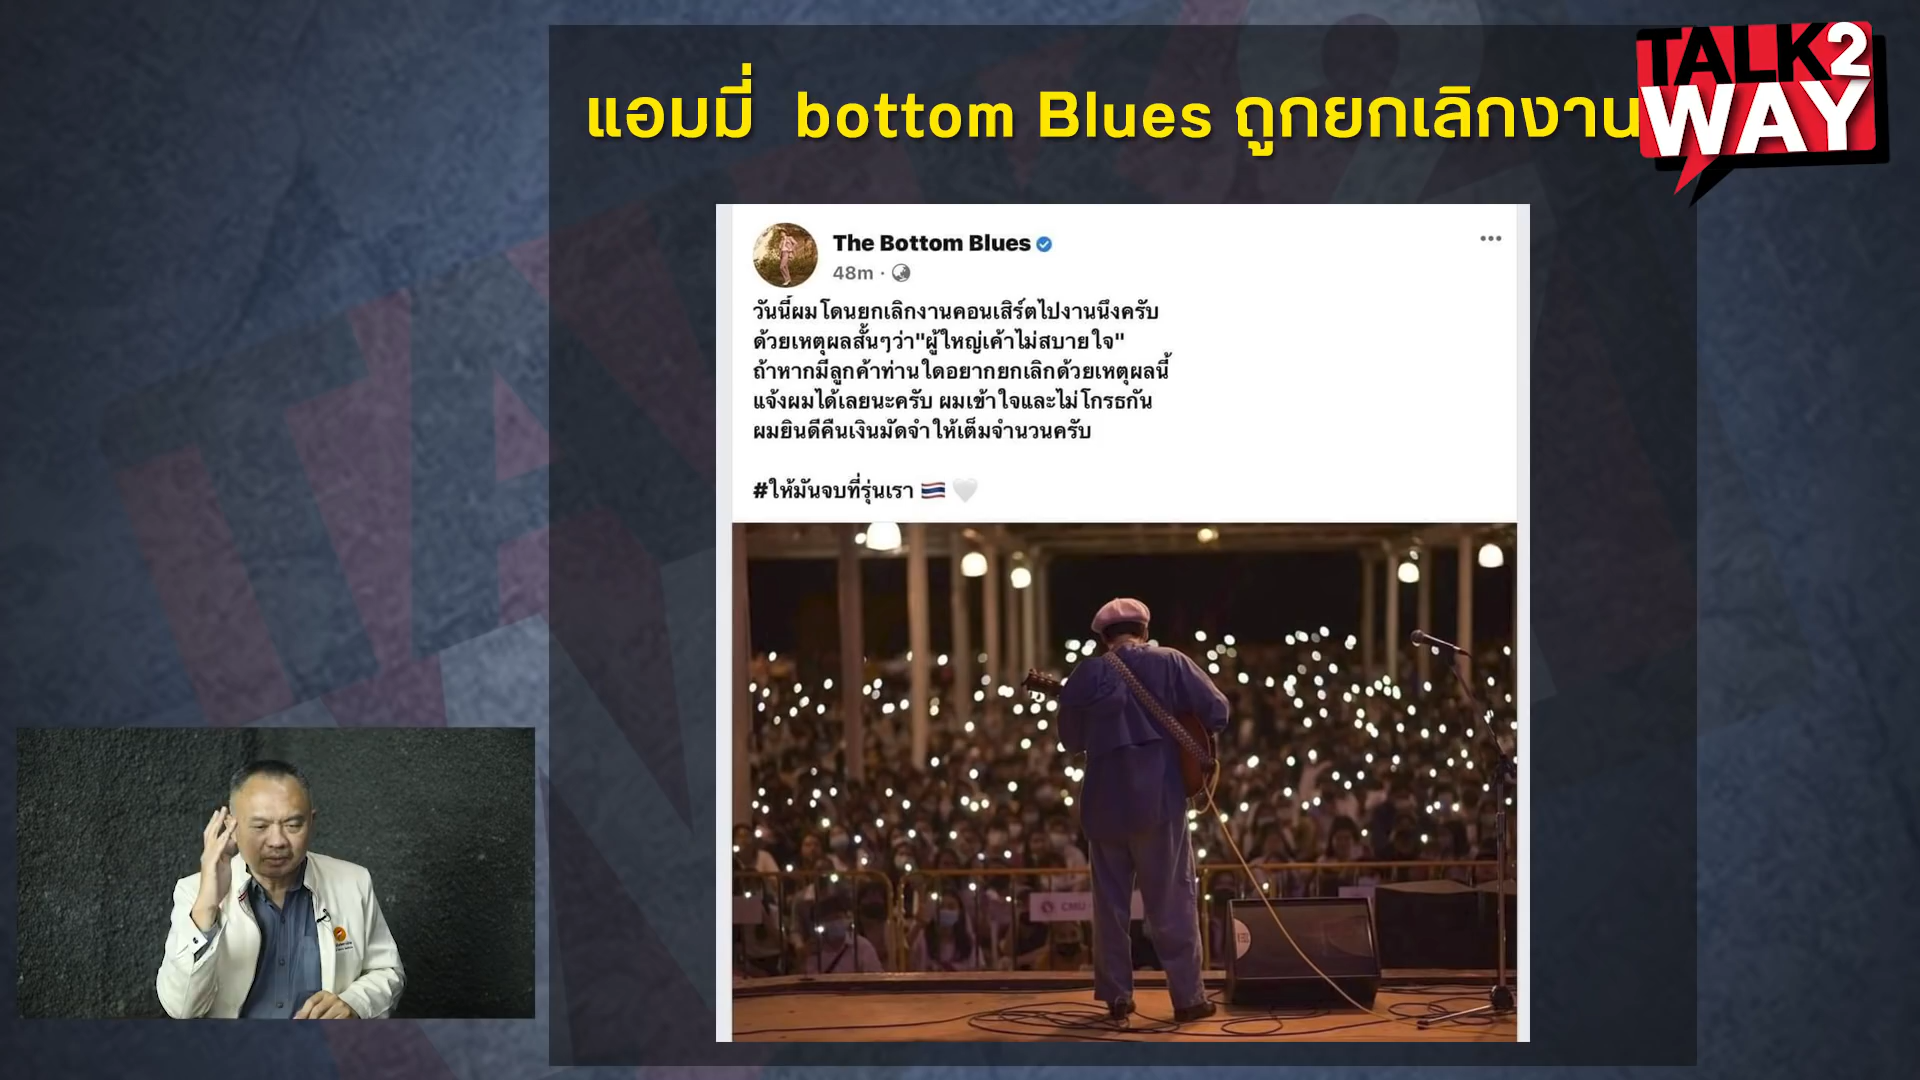 แอมมี่ bottom Blues ถูกยกเลิกงาน
TALK 2
WAY
The Bottom Blues
48m ·
วันนี้ผมโดนยกเลิกงานคอนเสิร์ตไปงานนึงครับ
ด้วยเหตุผลสั้นๆว่า"ผู้ใหญ่เค้าไม่สบายใจ"
ถ้าหากมีลูกค้าท่านใดอยากยกเลิกด้วยเหตุผลนี้
แจ้งผมได้เลยนะครับ ผมเข้าใจและไม่โกรธกัน
ผมยินดีคืนเงินมัดจำให้เต็มจำนวนครับ
#ให้มันจบที่รุ่นเรา
CMU